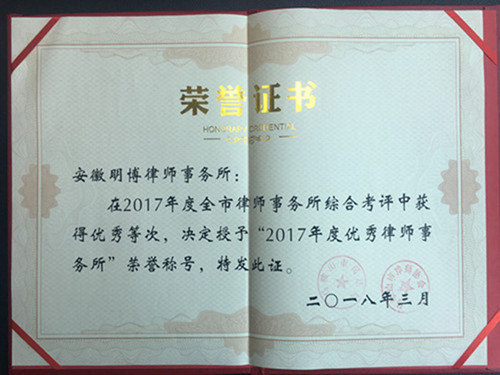 荣誉证书
HONORARY CREDENTIAL
安徽明博律师事务所：
在2017年度全市律师事务所综合考评中获
得优秀等次，决定授予“2017年度优秀律师事
务所”荣誉称号，特发此证。
二〇一八年三月